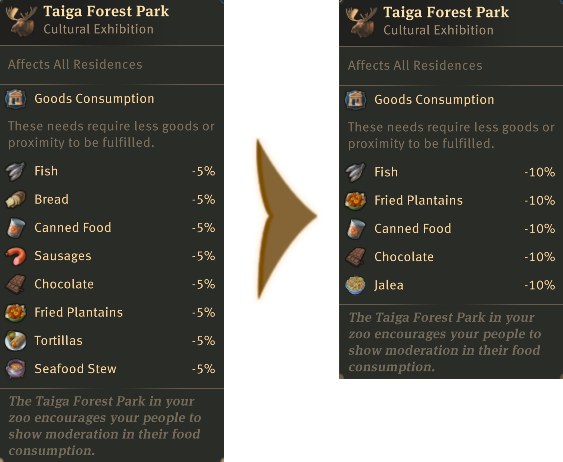 Taiga Forest Park
Cultural Exhibition
Affects All Residences
Goods Consumption
These needs require less goods or
proximity to be fulfilled.
Fish -5%
Bread -5%
Canned Food -5%
Sausages -5%
Chocolate -5%
Fried Plantains -5%
Tortillas -5%
Seafood Stew -5%
The Taiga Forest Park in your
zoo encourages your people to
show moderation in their food
consumption.
Taiga Forest Park
Cultural Exhibition
Affects All Residences
Goods Consumption
These needs require less goods or
proximity to be fulfilled.
Fish -10%
Fried Plantains -10%
Canned Food -10%
Chocolate -10%
Jalea -10%
The Taiga Forest Park in your
zoo encourages your people to
show moderation in their food
consumption.